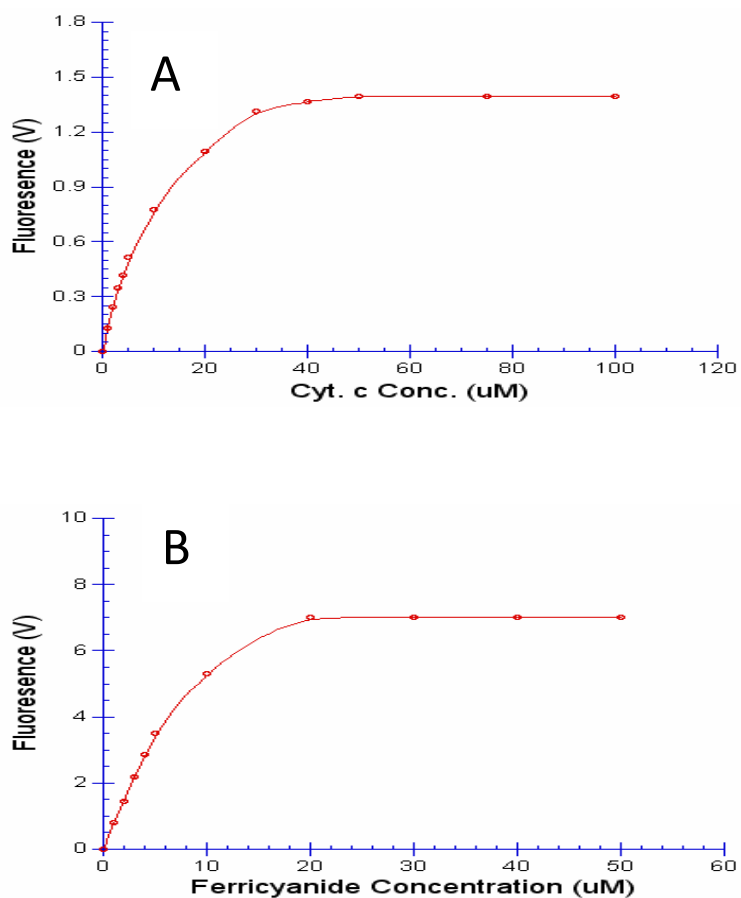 1.8
A
1.5
1.2
0.9
0.6
0.3
0
Fluoresence (V)
0 20 40 60 80 100 120
Cyt. c Conc. (uM)
10
B
8
6
4
2
0
Fluoresence (V)
0 10 20 30 40 50 60
Ferricyanide Concentration (uM)